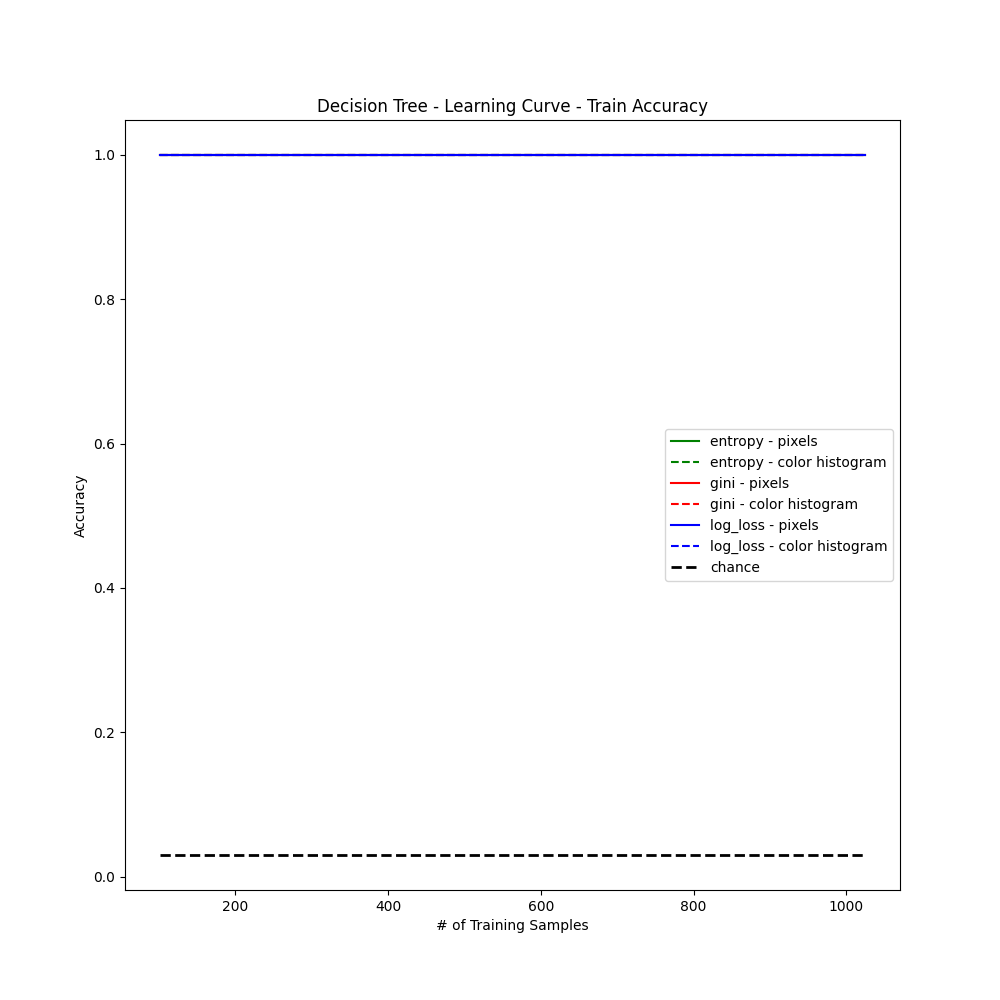 Decision Tree - Learning Curve - Train Accuracy
1.0
0.8
0.6
0.4
0.2
0.0
Accuracy
entropy - pixels
entropy - color histogram
gini - pixels
gini - color histogram
log_loss - pixels
log_loss - color histogram
chance
200 400 600 800 1000
# of Training Samples